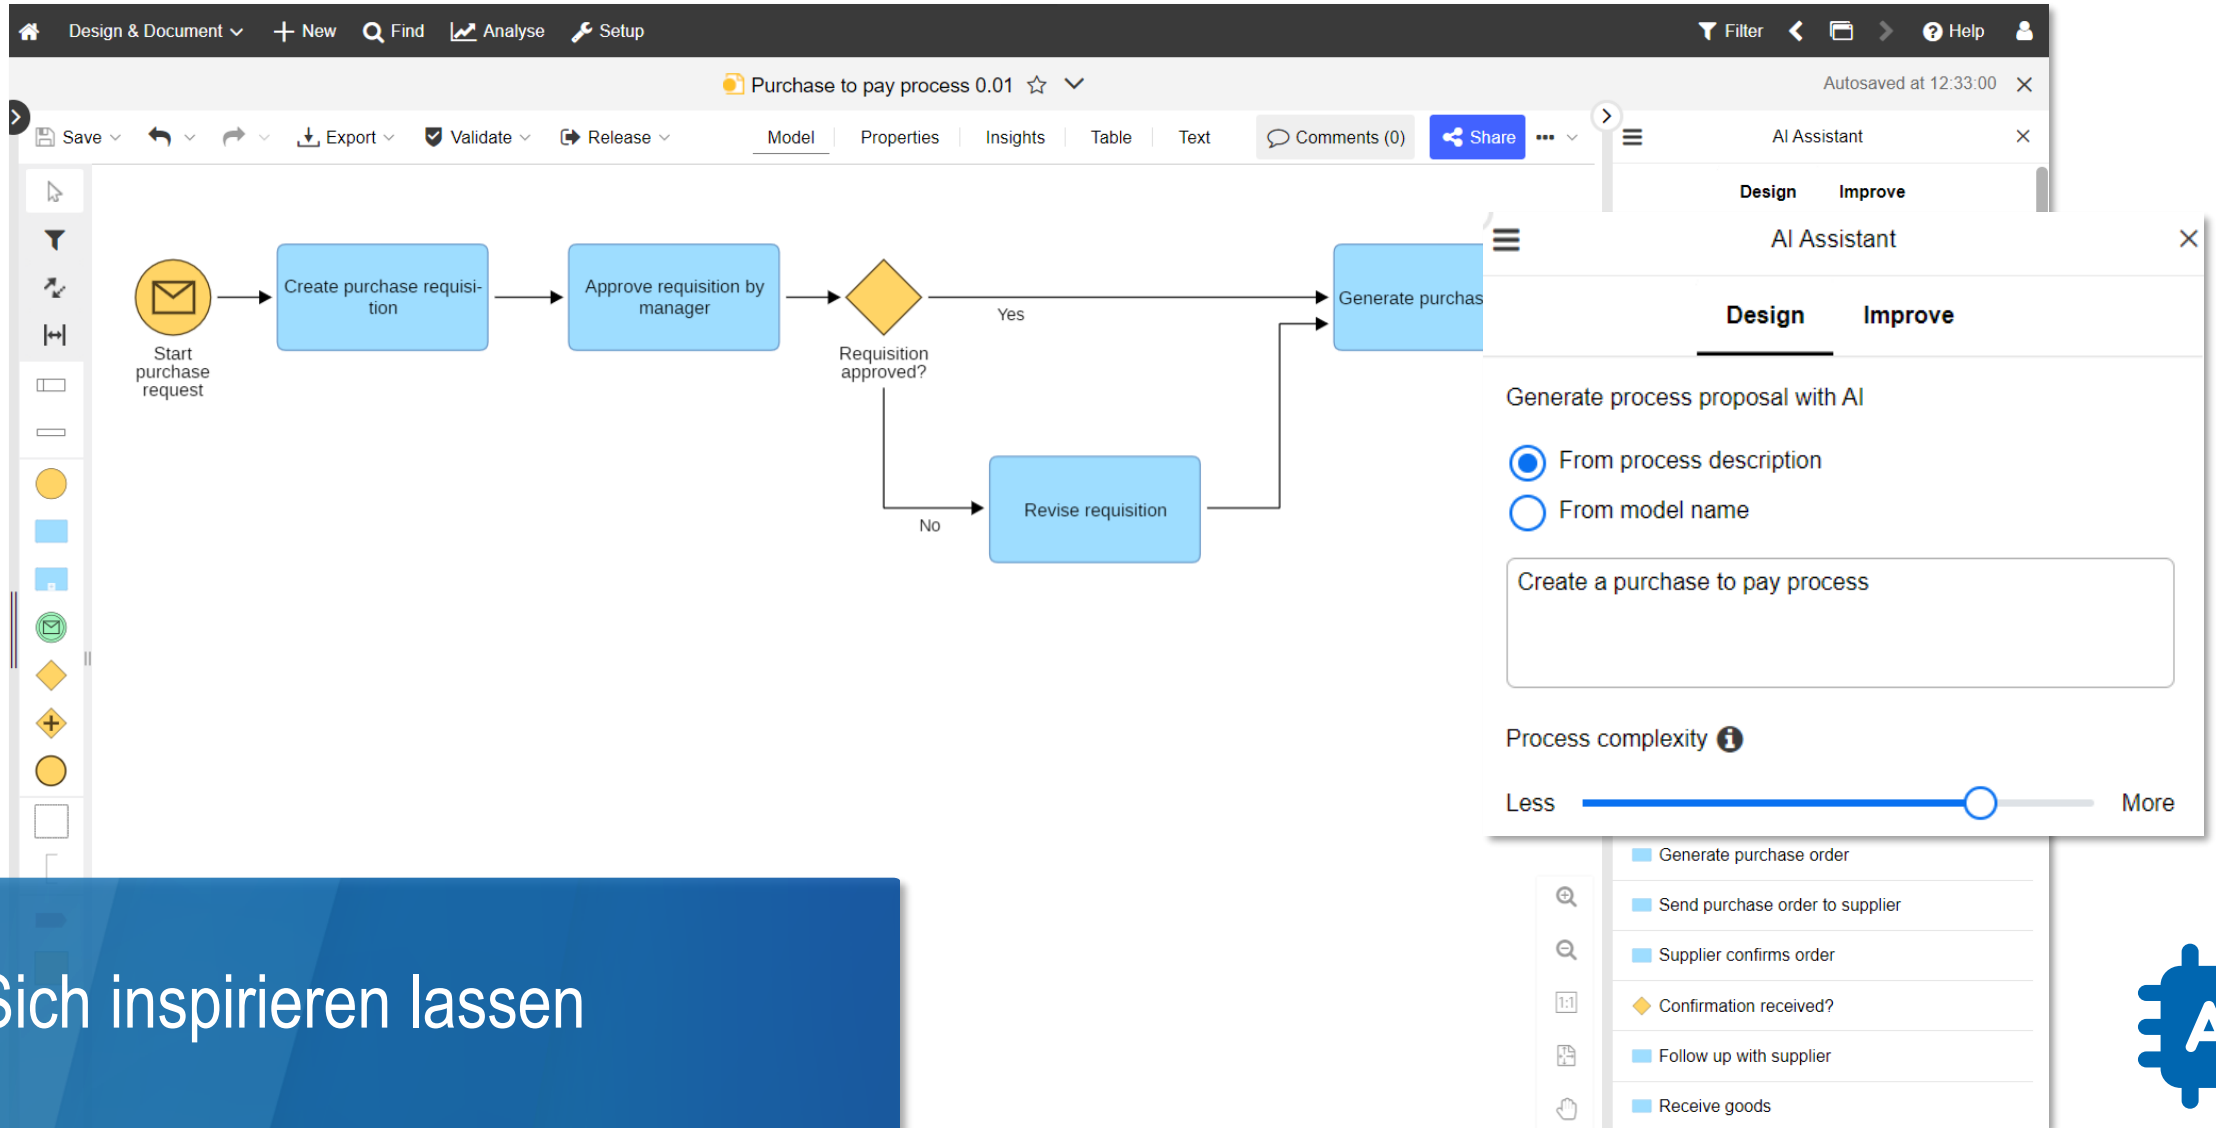 Design & Document
New
Find
Analyse
Setup
Filter
Help
Purchase to pay process 0.01
Autosaved at 12:33:00
Save
Export
Validate
Release
Model
Properties
Insights
Table
Text
Comments (0)
Share
AI Assistant
Design Improve
AI Assistant
Design Improve
Generate process proposal with AI
From process description
From model name
Create a purchase to pay process
Process complexity
Less
More
Start
purchase
request
Create purchase requisi-
tion
Approve requisition by
manager
Requisition
approved?
Yes
No
Revise requisition
Generate purchas
Generate purchase order
Send purchase order to supplier
Supplier confirms order
Confirmation received?
Follow up with supplier
Receive goods
1:1
Sich inspirieren lassen
A